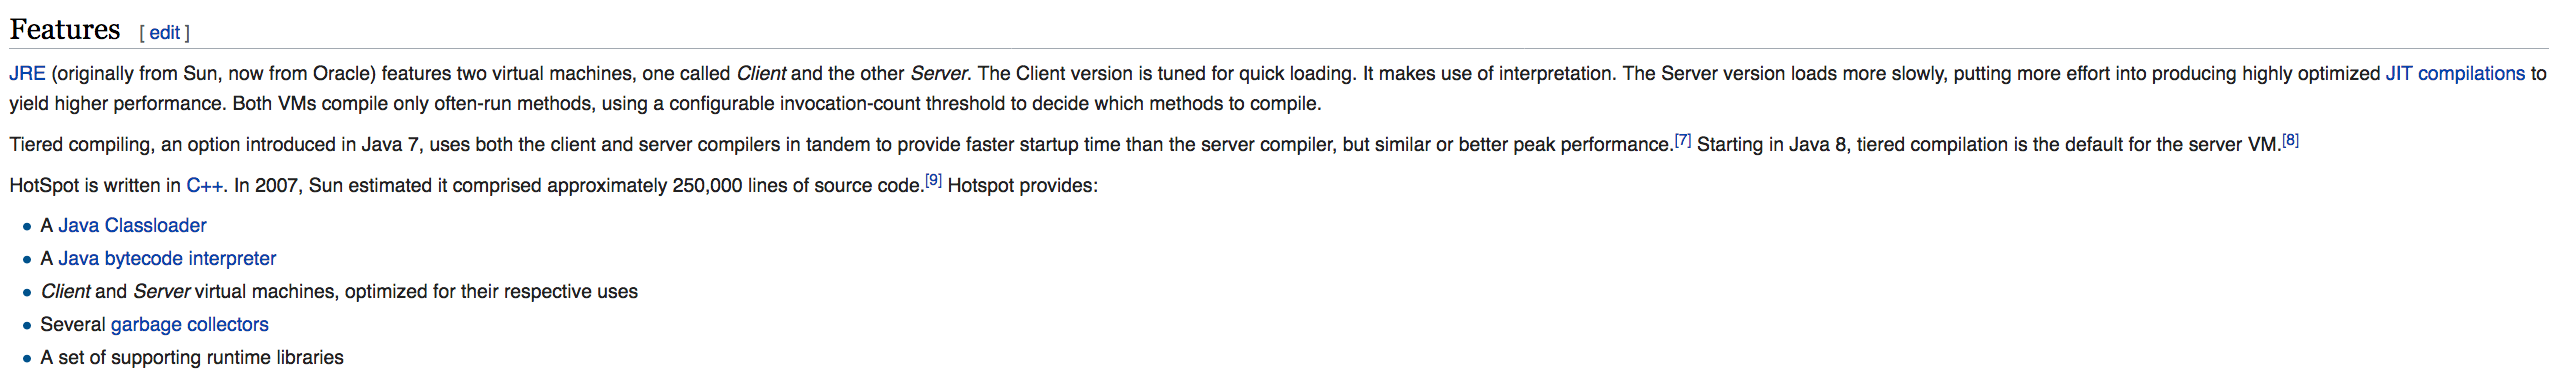 Features [ edit ]
JRE (originally from Sun, now from Oracle) features two virtual machines, one called Client and the other Server. The Client version is tuned for quick loading. It makes use of interpretation. The Server version loads more slowly, putting more effort into producing highly optimized JIT compilations to
yield higher performance. Both VMs compile only often-run methods, using a configurable invocation-count threshold to decide which methods to compile.
Tiered compiling, an option introduced in Java 7, uses both the client and server compilers in tandem to provide faster startup time than the server compiler, but similar or better peak performance.[7] Starting in Java 8, tiered compilation is the default for the server VM.[8]
HotSpot is written in C++. In 2007, Sun estimated it comprised approximately 250,000 lines of source code.[9] Hotspot provides:
• A Java Classloader
• A Java bytecode interpreter
• Client and Server virtual machines, optimized for their respective uses
• Several garbage collectors
• A set of supporting runtime libraries